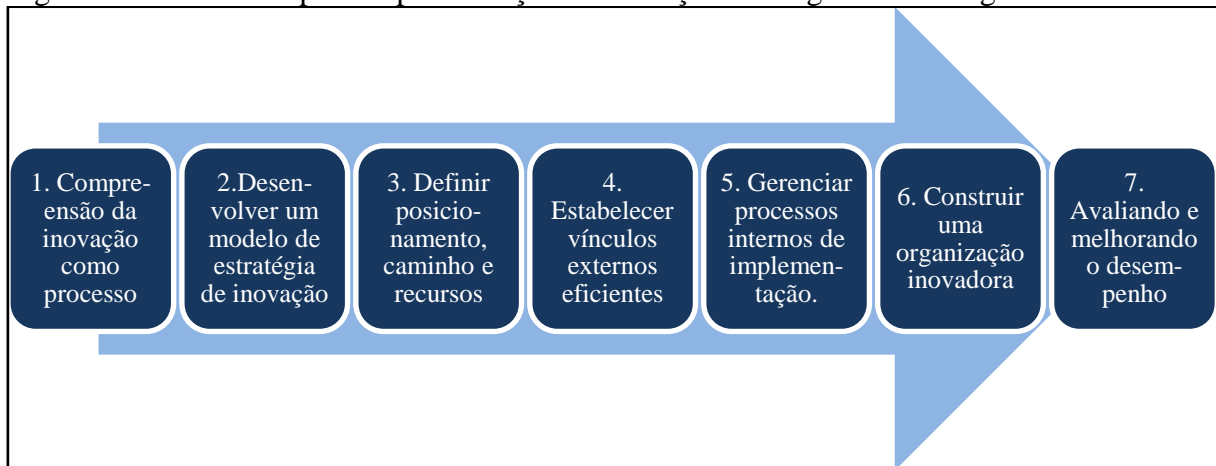 1. Compre-
ensão da
inovação
como
processo
2.Desen-
volver um
modelo de
estratégia
de inovação
3. Definir
posicio-
namento,
caminho e
recursos
4.
Estabelecer
vínculos
externos
eficientes
5. Gerenciar
processos
internos de
implemen-
tação.
6. Construir
uma
organização
inovadora
7.
Avaliando e
melhorando
o desem-
penho